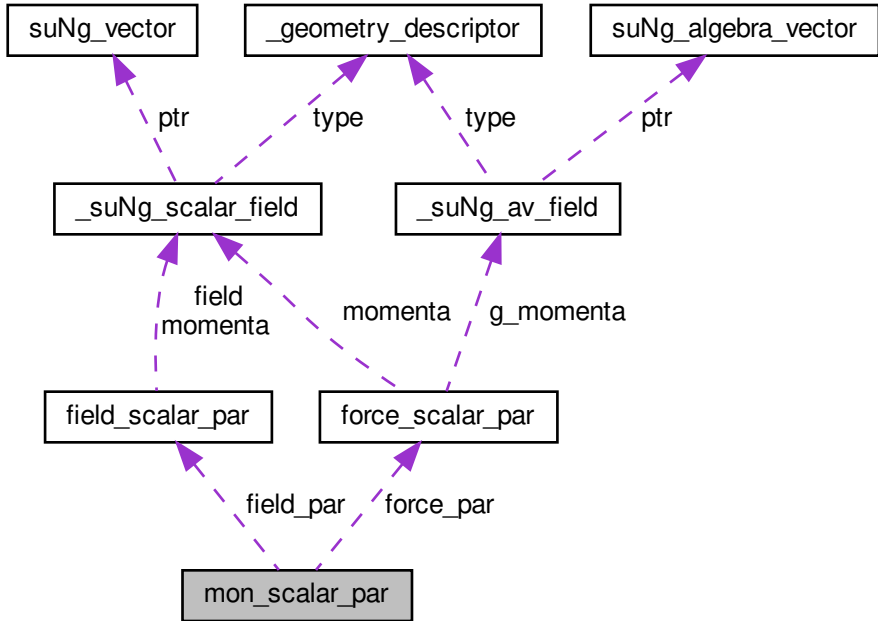 suNg_vector
_geometry_descriptor
suNg_algebra_vector
ptr
type
type
ptr
_suNg_scalar_field
_suNg_av_field
field
momenta
momenta
g_momenta
field_scalar_par
force_scalar_par
field_par
force_par
mon_scalar_par